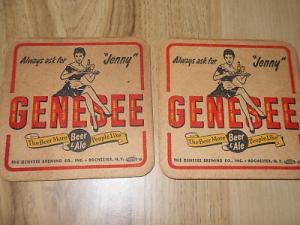 Always ask for "Jenny"
GENESEE
The Beer More Beer & Ale People Like
THE GENESEE BREWING CO., INC. • ROCHESTER, N. Y.
Always ask for "Jenny"
GENESEE
The Beer More Beer & Ale People Like
THE GENESEE BREWING CO., INC. • ROCHESTER, N. Y.